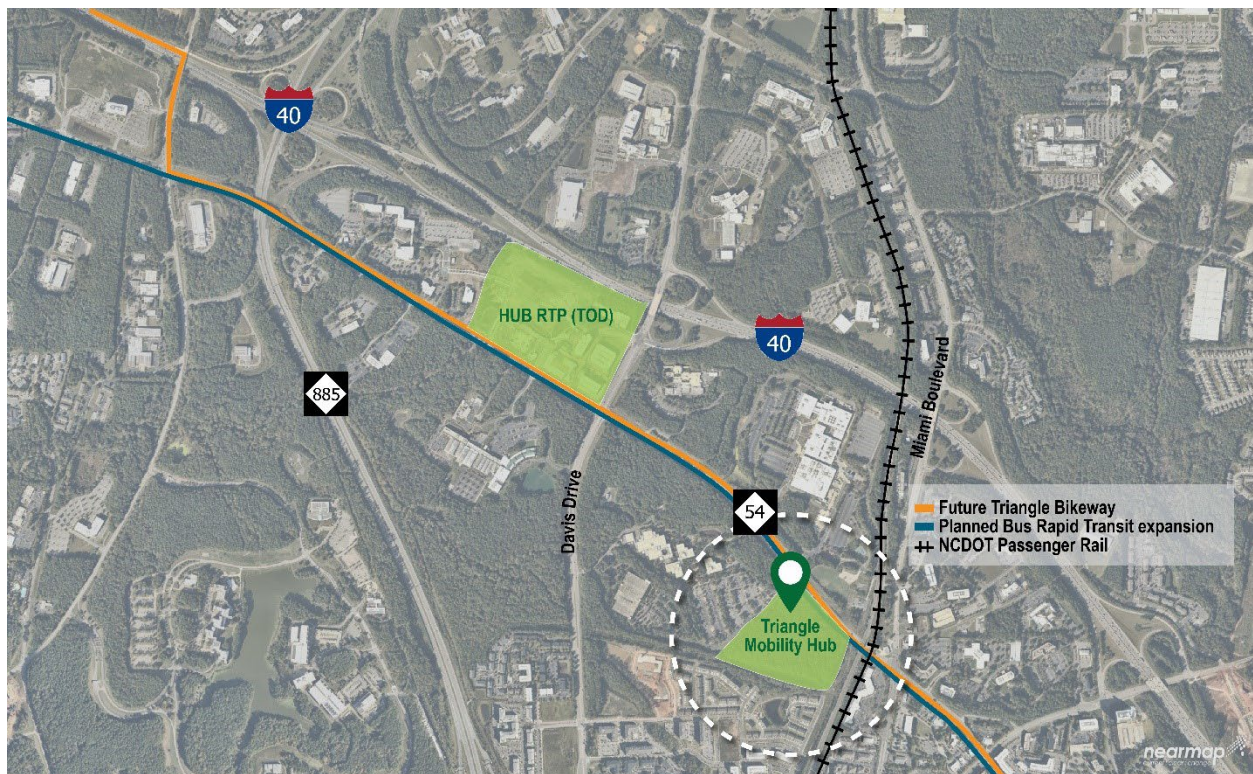 40
HUB RTP (TOD)
40
885
Miami Boulevard
Davis Drive
54
Future Triangle Bikeway
Planned Bus Rapid Transit expansion
NCDOT Passenger Rail
Triangle
Mobility Hub
nearmap